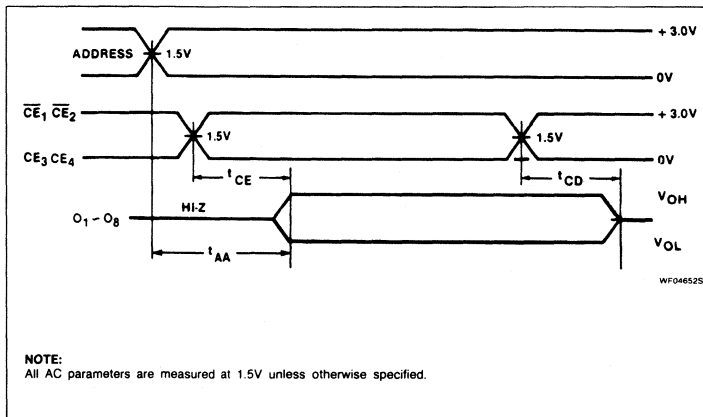 + 3.0V
ADDRESS 1.5V
0V
CE1 CE2 + 3.0V
1.5V 1.5V
CE3 CE4 0V
tCE tCD
HI-Z VOH
O1 – O8
tAA VOL
WF04652S
NOTE:
All AC parameters are measured at 1.5V unless otherwise specified.